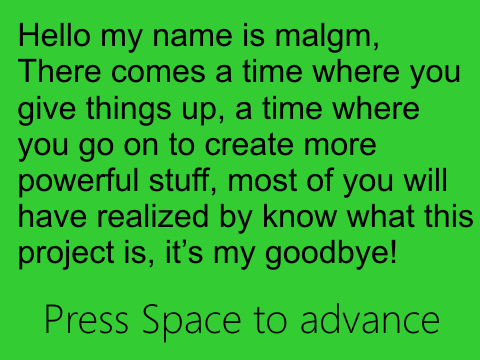 Hello my name is malgm,
There comes a time where you
give things up, a time where
you go on to create more
powerful stuff, most of you will
have realized by know what this
project is, it’s my goodbye!
Press Space to advance